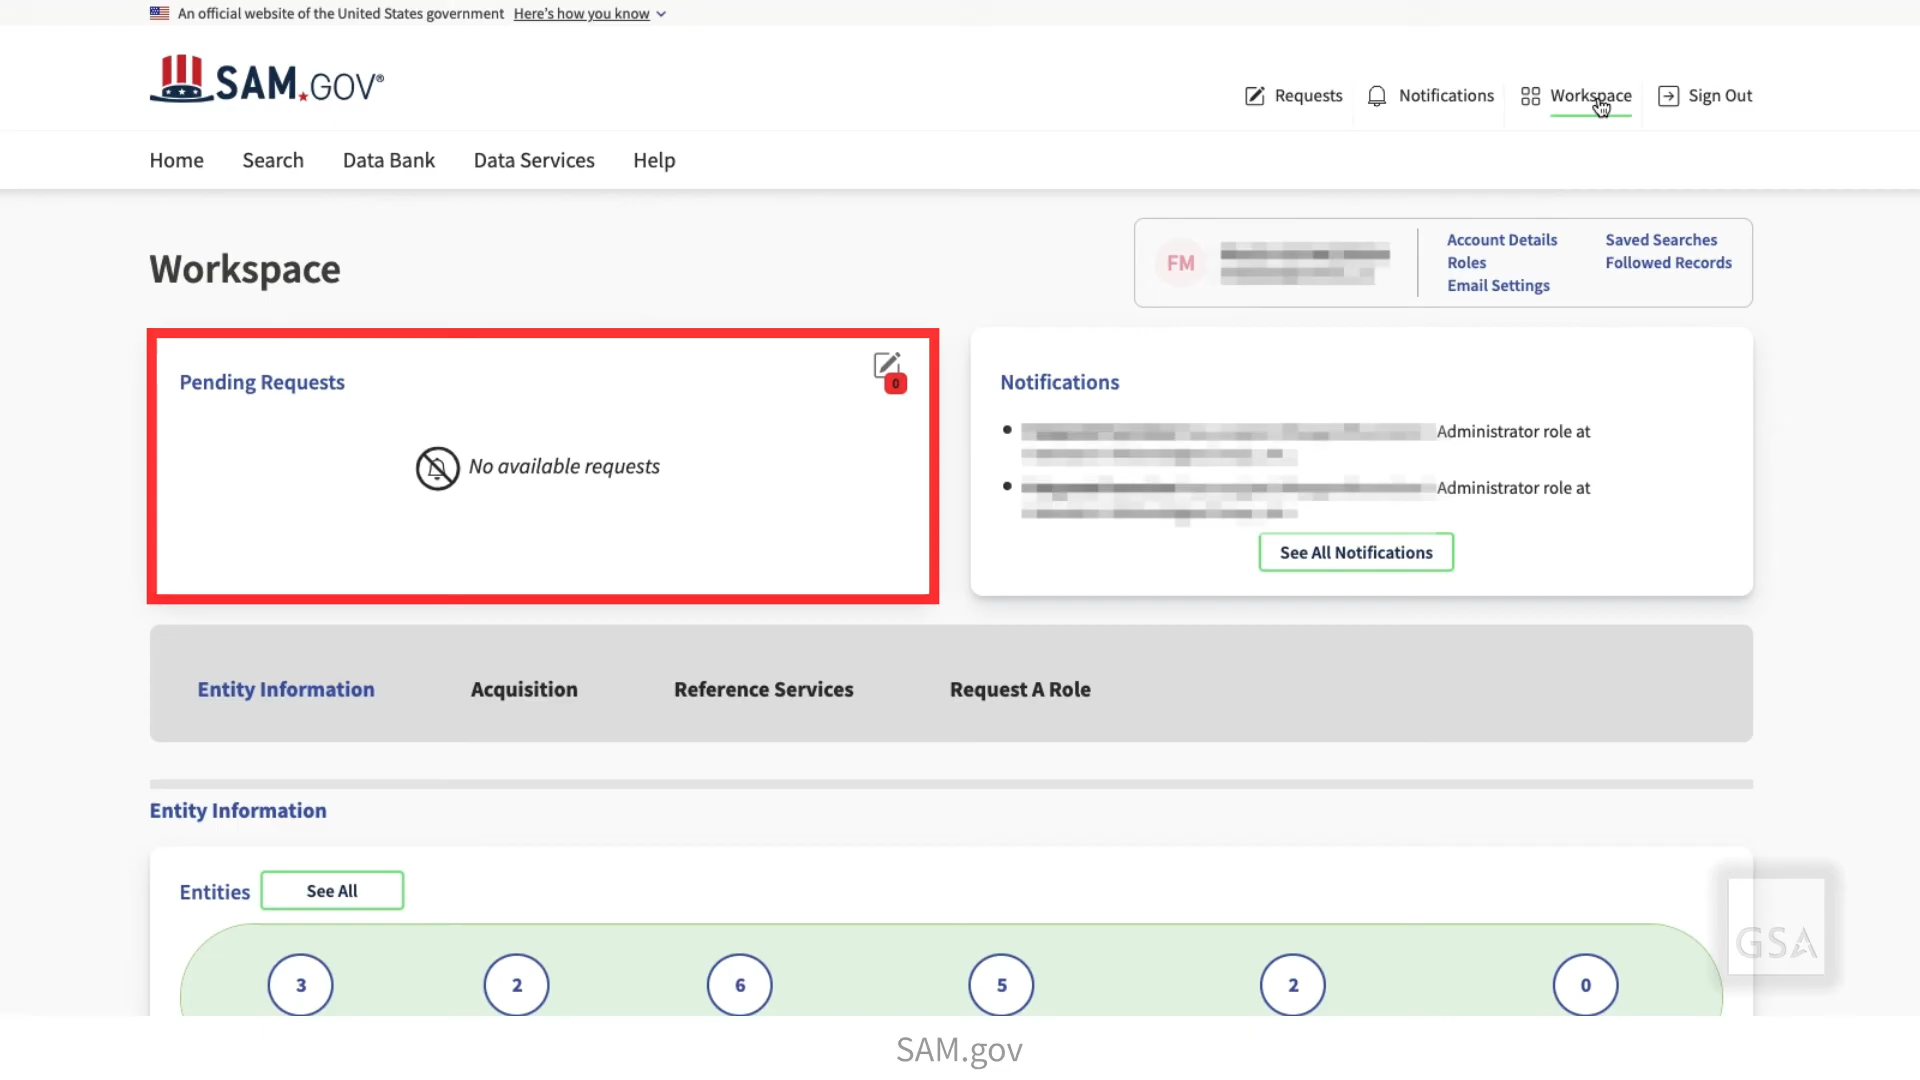 An official website of the United States government Here's how you know
SAM.GOV®
Requests Notifications Workspace Sign Out
Home Search Data Bank Data Services Help
Workspace
FM
Account Details Saved Searches
Roles Followed Records
Email Settings
Pending Requests
0
No available requests
Notifications
Administrator role at
Administrator role at
See All Notifications
Entity Information Acquisition Reference Services Request A Role
Entity Information
Entities See All
3 2 6 5 2 0
GSA
SAM.gov